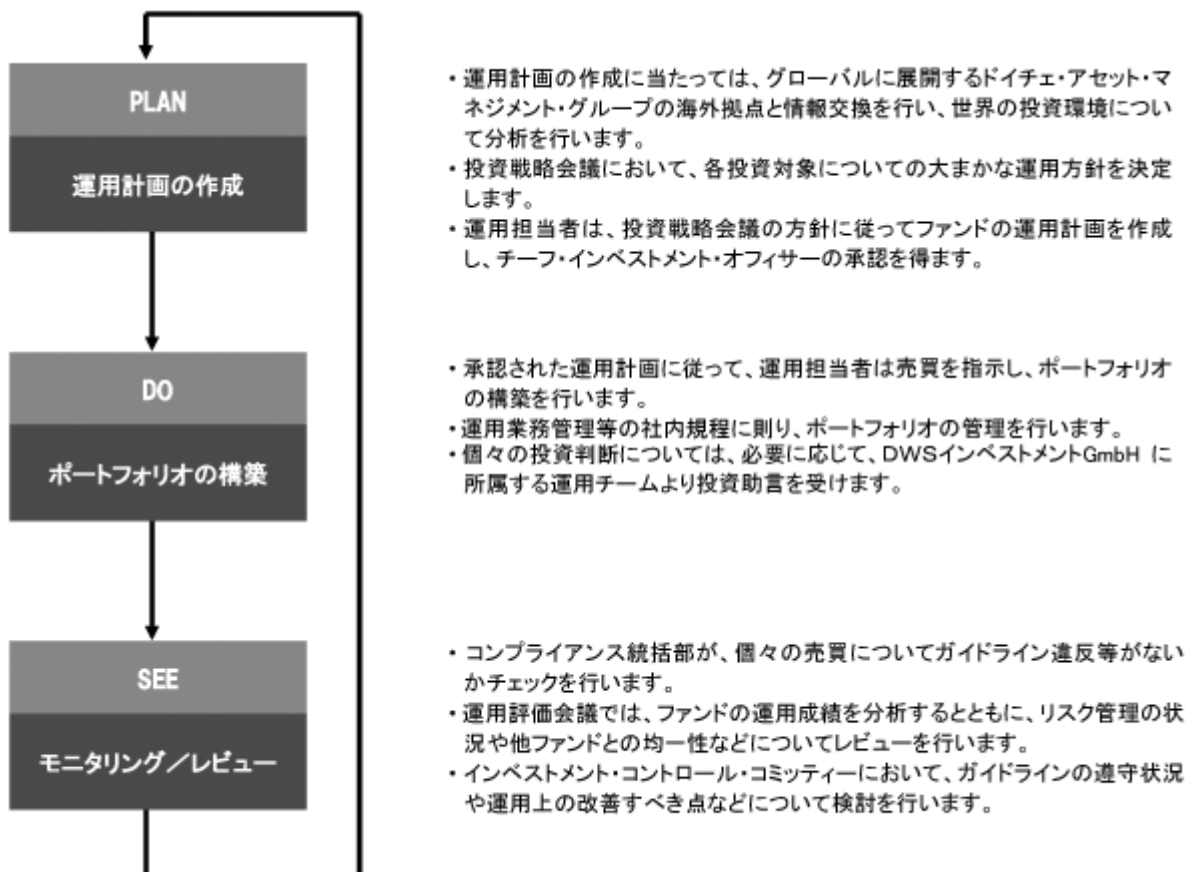 PLAN
運用計画の作成
・運用計画の作成に当たっては、グローバルに展開するドイチェ・アセット・マ
ネジメント・グループの海外拠点と情報交換を行い、世界の投資環境につい
て分析を行います。
・投資戦略会議において、各投資対象についての大まかな運用方針を決定
します。
・運用担当者は、投資戦略会議の方針に従ってファンドの運用計画を作成
し、チーフ・インベストメント・オフィサーの承認を得ます。
DO
ポートフォリオの構築
・承認された運用計画に従って、運用担当者は売買を指示し、ポートフォリオ
の構築を行います。
・運用業務管理等の社内規程に則り、ポートフォリオの管理を行います。
・個々の投資判断については、必要に応じて、DWSインベストメントGmbH に
所属する運用チームより投資助言を受けます。
SEE
モニタリング／レビュー
・コンプライアンス統括部が、個々の売買についてガイドライン違反等がない
かチェックを行います。
・運用評価会議では、ファンドの運用成績を分析するとともに、リスク管理の状
況や他ファンドとの均一性などについてレビューを行います。
・インベストメント・コントロール・コミッティーにおいて、ガイドラインの遵守状況
や運用上の改善すべき点などについて検討を行います。